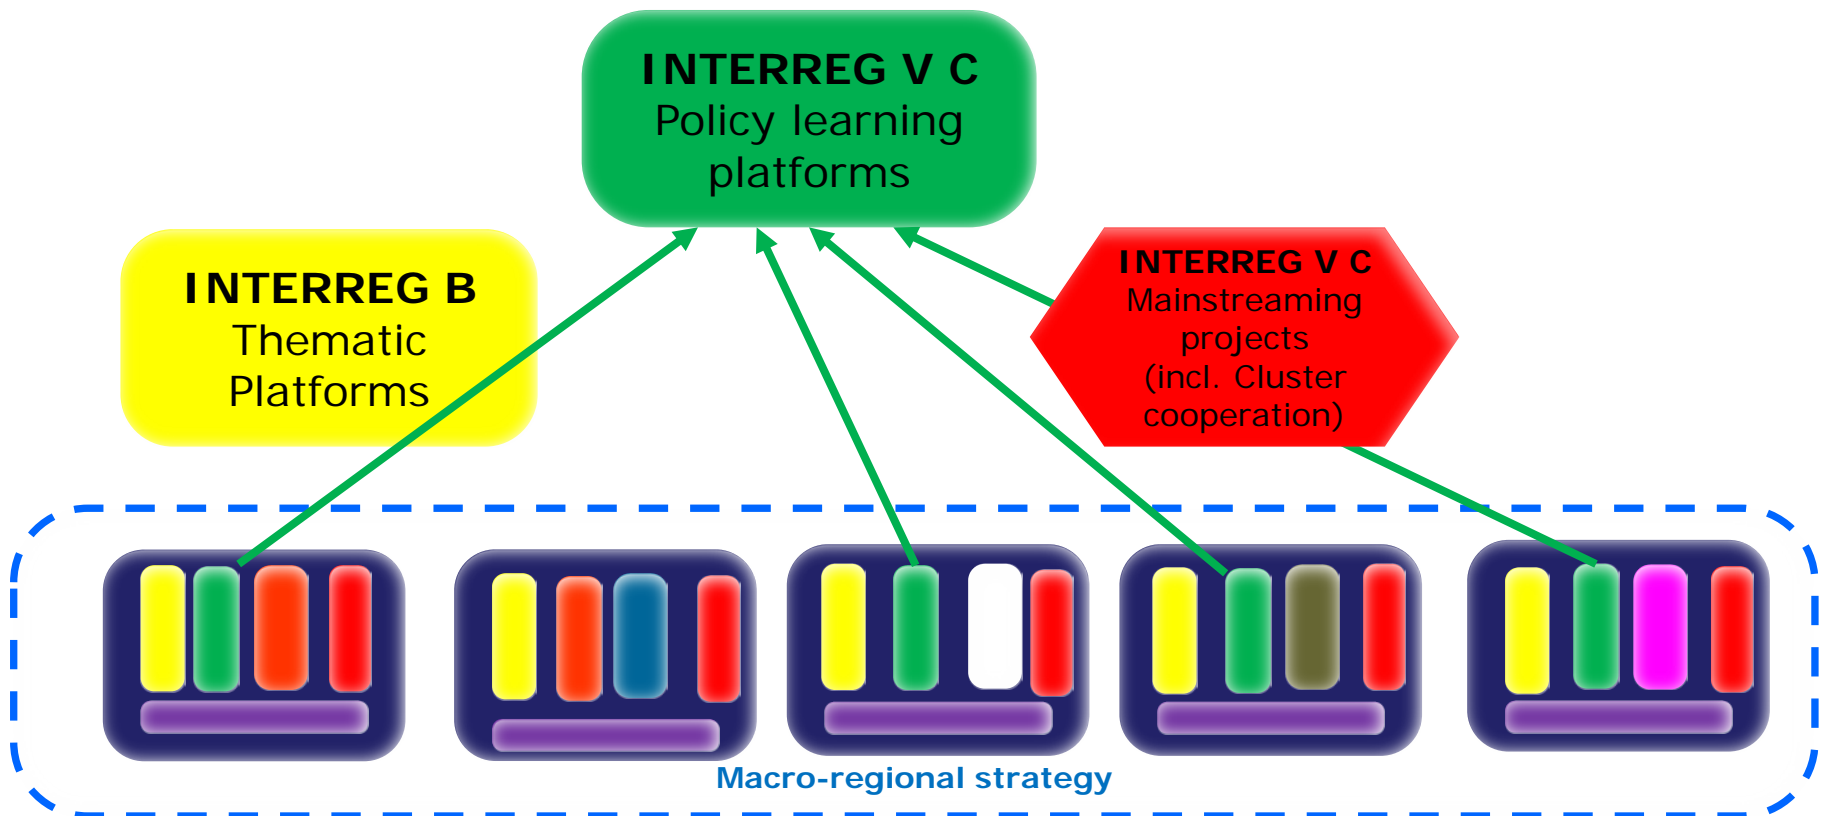 INTERREG V C
Policy learning
platforms
INTERREG B
Thematic
Platforms
INTERREG V C
Mainstreaming
projects
(incl. Cluster
cooperation)
Macro-regional strategy